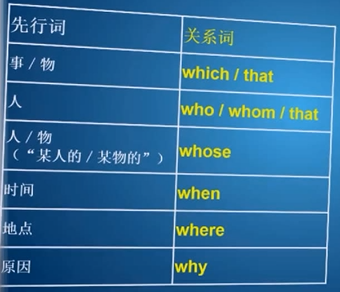 先行词 关系词
事 / 物 which / that
人 who / whom / that
人 / 物
(“某人的 / 某物的”) whose
时间 when
地点 where
原因 why